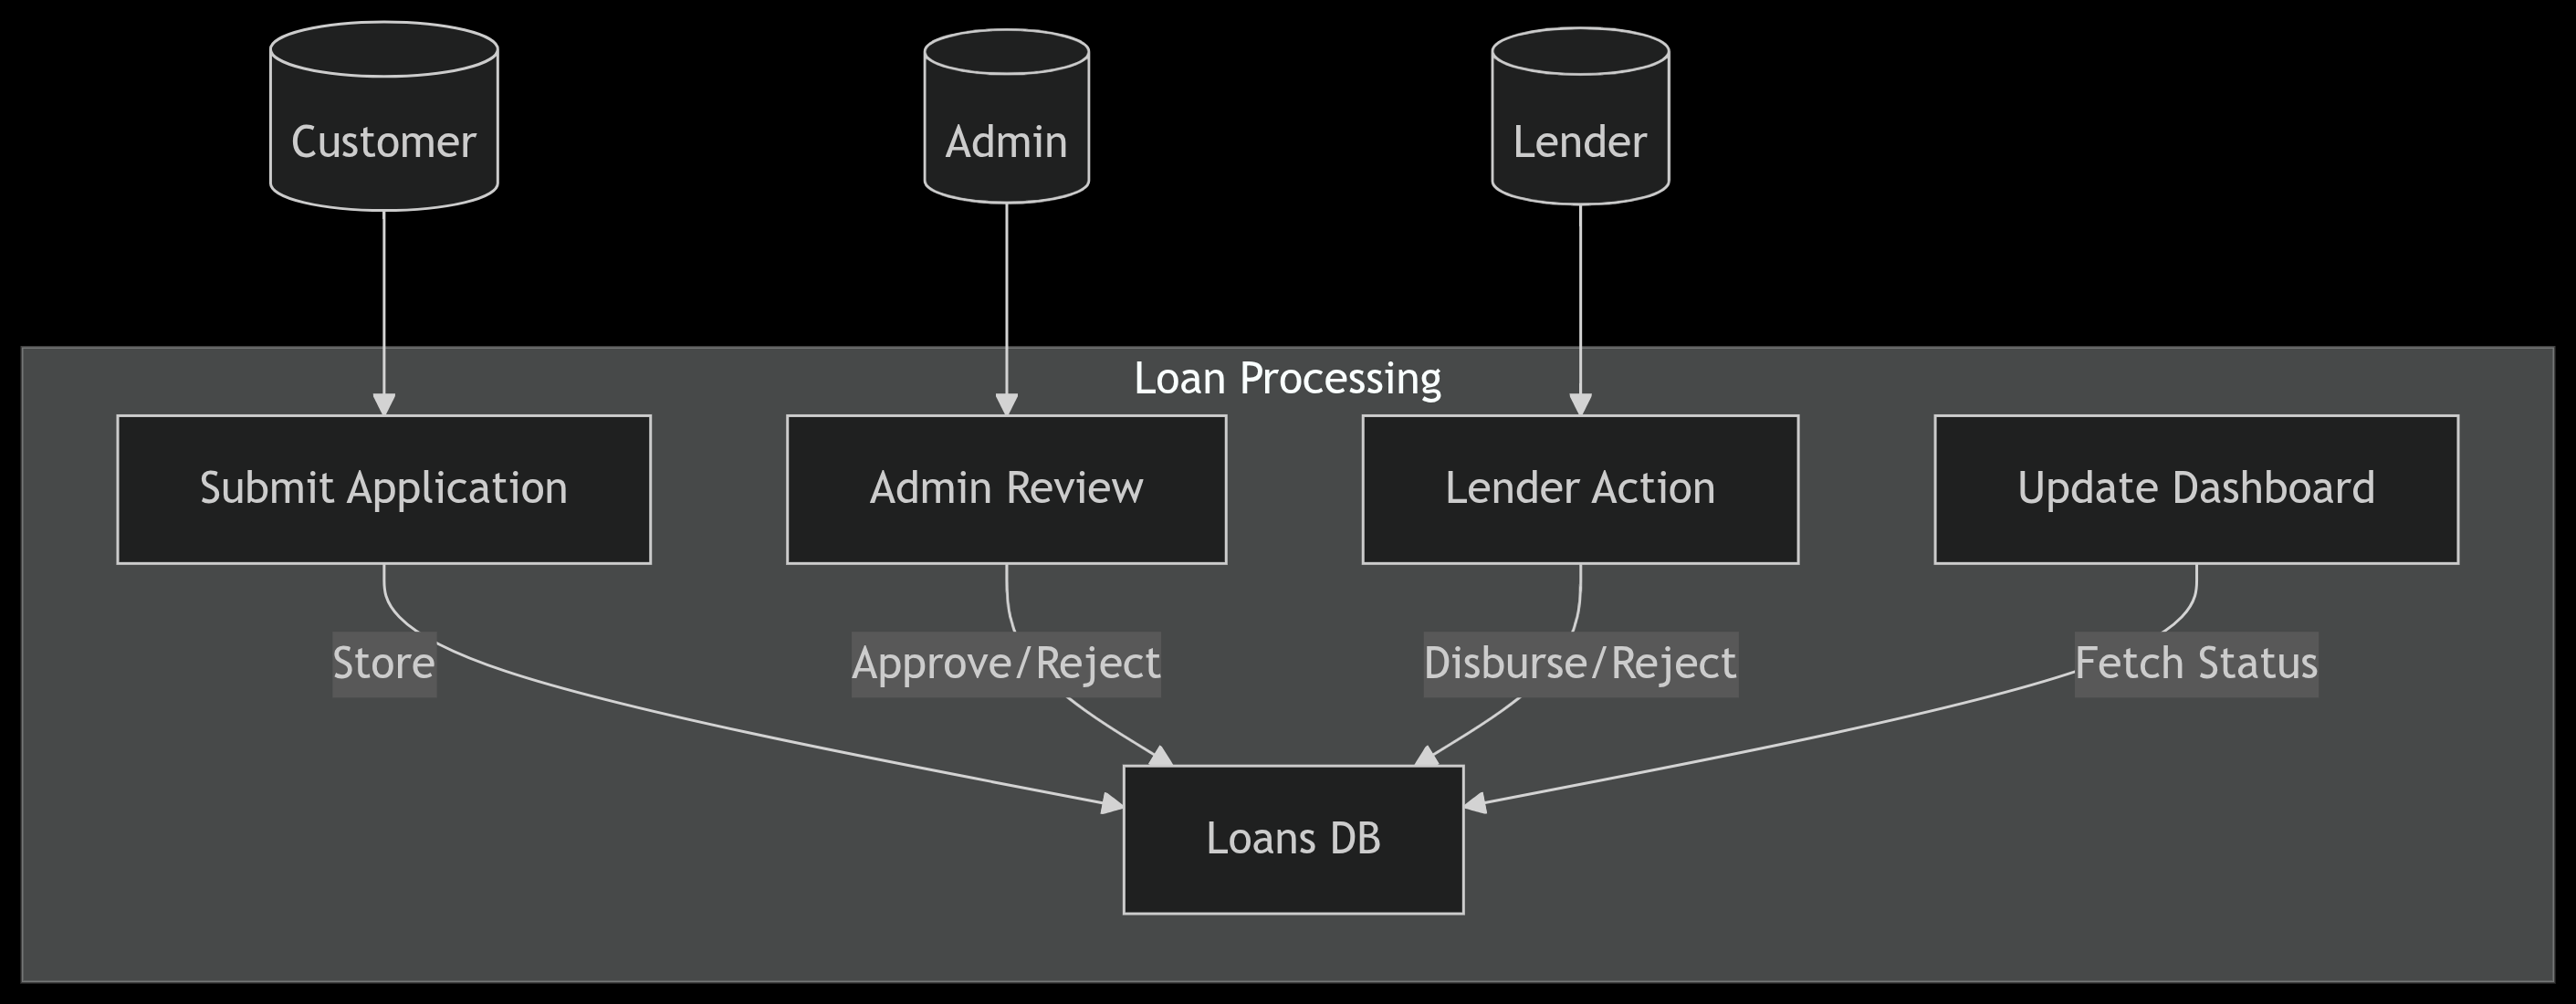 Customer
Admin
Lender
Loan Processing
Submit Application
Admin Review
Lender Action
Update Dashboard
Store
Approve/Reject
Disburse/Reject
Fetch Status
Loans DB